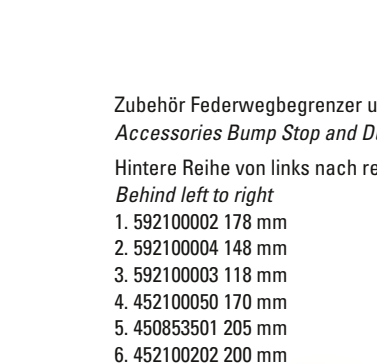 Zubehör Federwegbegrenzer u
Accessories Bump Stop and D
Hintere Reihe von links nach re
Behind left to right
1. 592100002 178 mm
2. 592100004 148 mm
3. 592100003 118 mm
4. 452100050 170 mm
5. 450853501 205 mm
6. 452100202 200 mm